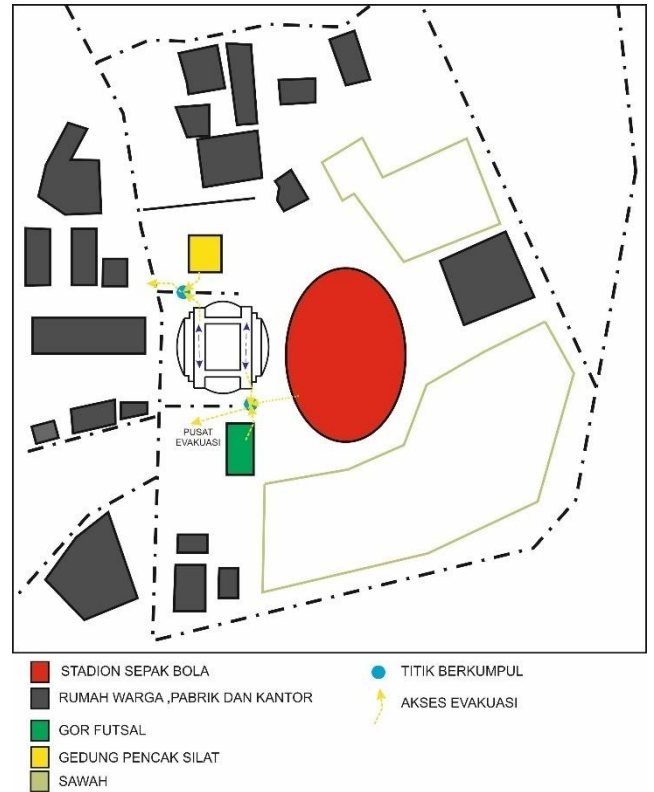 PUSAT
EVAKUASI
STADION SEPAK BOLA
RUMAH WARGA ,PABRIK DAN KANTOR
GOR FUTSAL
GEDUNG PENCAK SILAT
SAWAH
TITIK BERKUMPUL
AKSES EVAKUASI